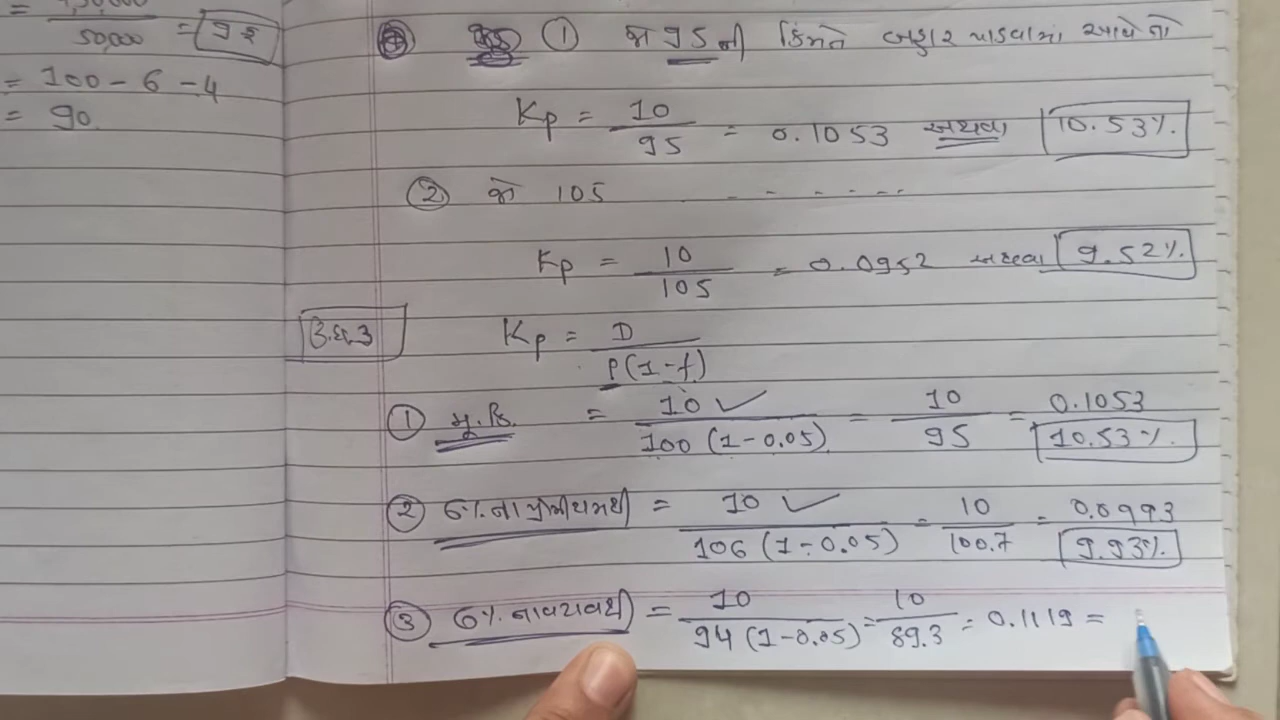 = 50,000 = 92
= 100 - 6 - 4
= 90
① જો 95 ની કિંમતે બહાર પાડવામાં આવે તો
Kp = 10 / 95 = 0.1053 અથવા 10.53%.
② જો 105 - - - - - -
Kp = 10 / 105 = 0.0952 અથવા 9.52%.
ઉ.દા.3 Kp = D / P(1-f)
① મૂ.કિં. = 10 ✓ / 100 (1-0.05) = 10 / 95 = 0.1053 10.53%.
② 6%ના પ્રીમીયમથી = 10 ✓ / 106 (1-0.05) = 10 / 100.7 = 0.0993 9.93%.
③ 6%. ના વટાવથી = 10 / 94 (1-0.05) = 10 / 89.3 = 0.1119 =